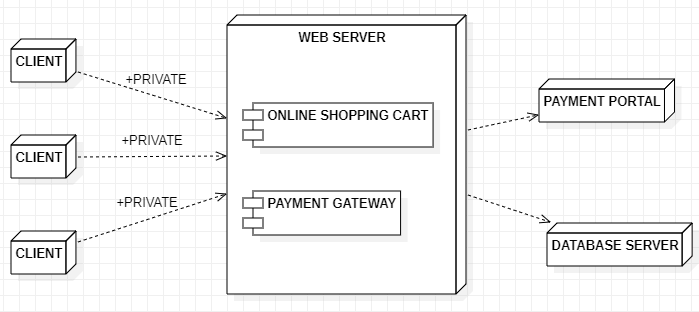 WEB SERVER
CLIENT
+PRIVATE
ONLINE SHOPPING CART
PAYMENT PORTAL
CLIENT
+PRIVATE
CLIENT
+PRIVATE
PAYMENT GATEWAY
DATABASE SERVER